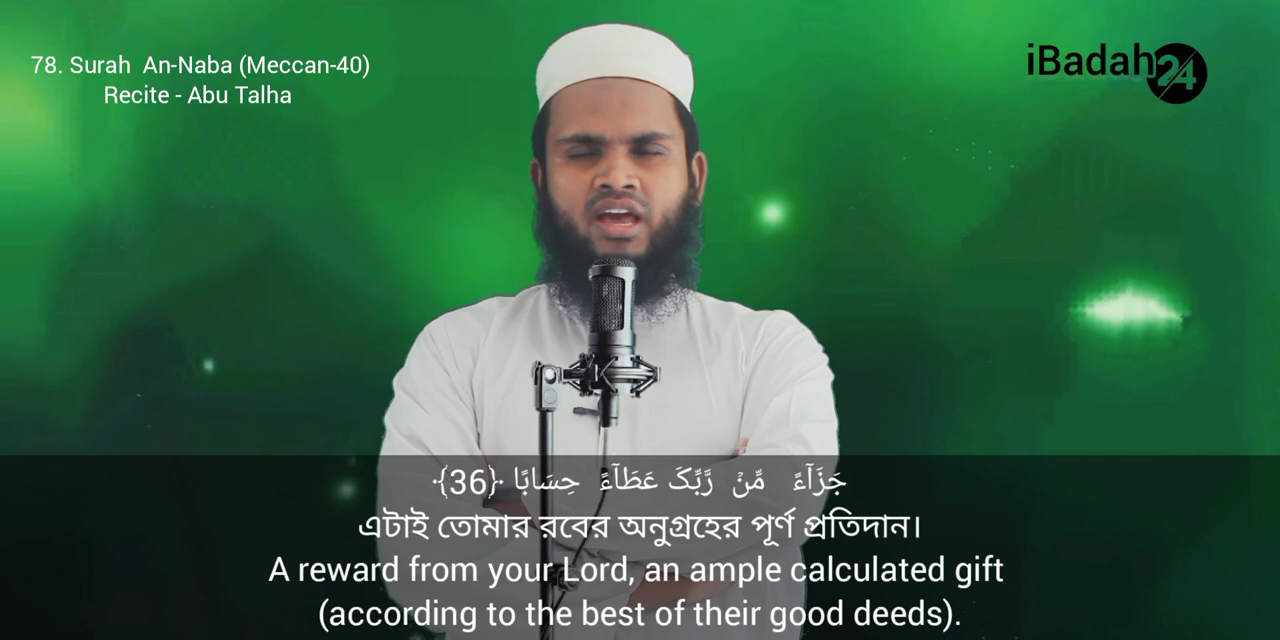 78. Surah An-Naba (Meccan-40)
Recite - Abu Talha
iBadah24
جَزَآءً مِّنۡ رَّبِّکَ عَطَآءً حِسَابًا ﴿36﴾
এটাই তোমার রবের অনুগ্রহের পূর্ণ প্রতিদান।
A reward from your Lord, an ample calculated gift
(according to the best of their good deeds).